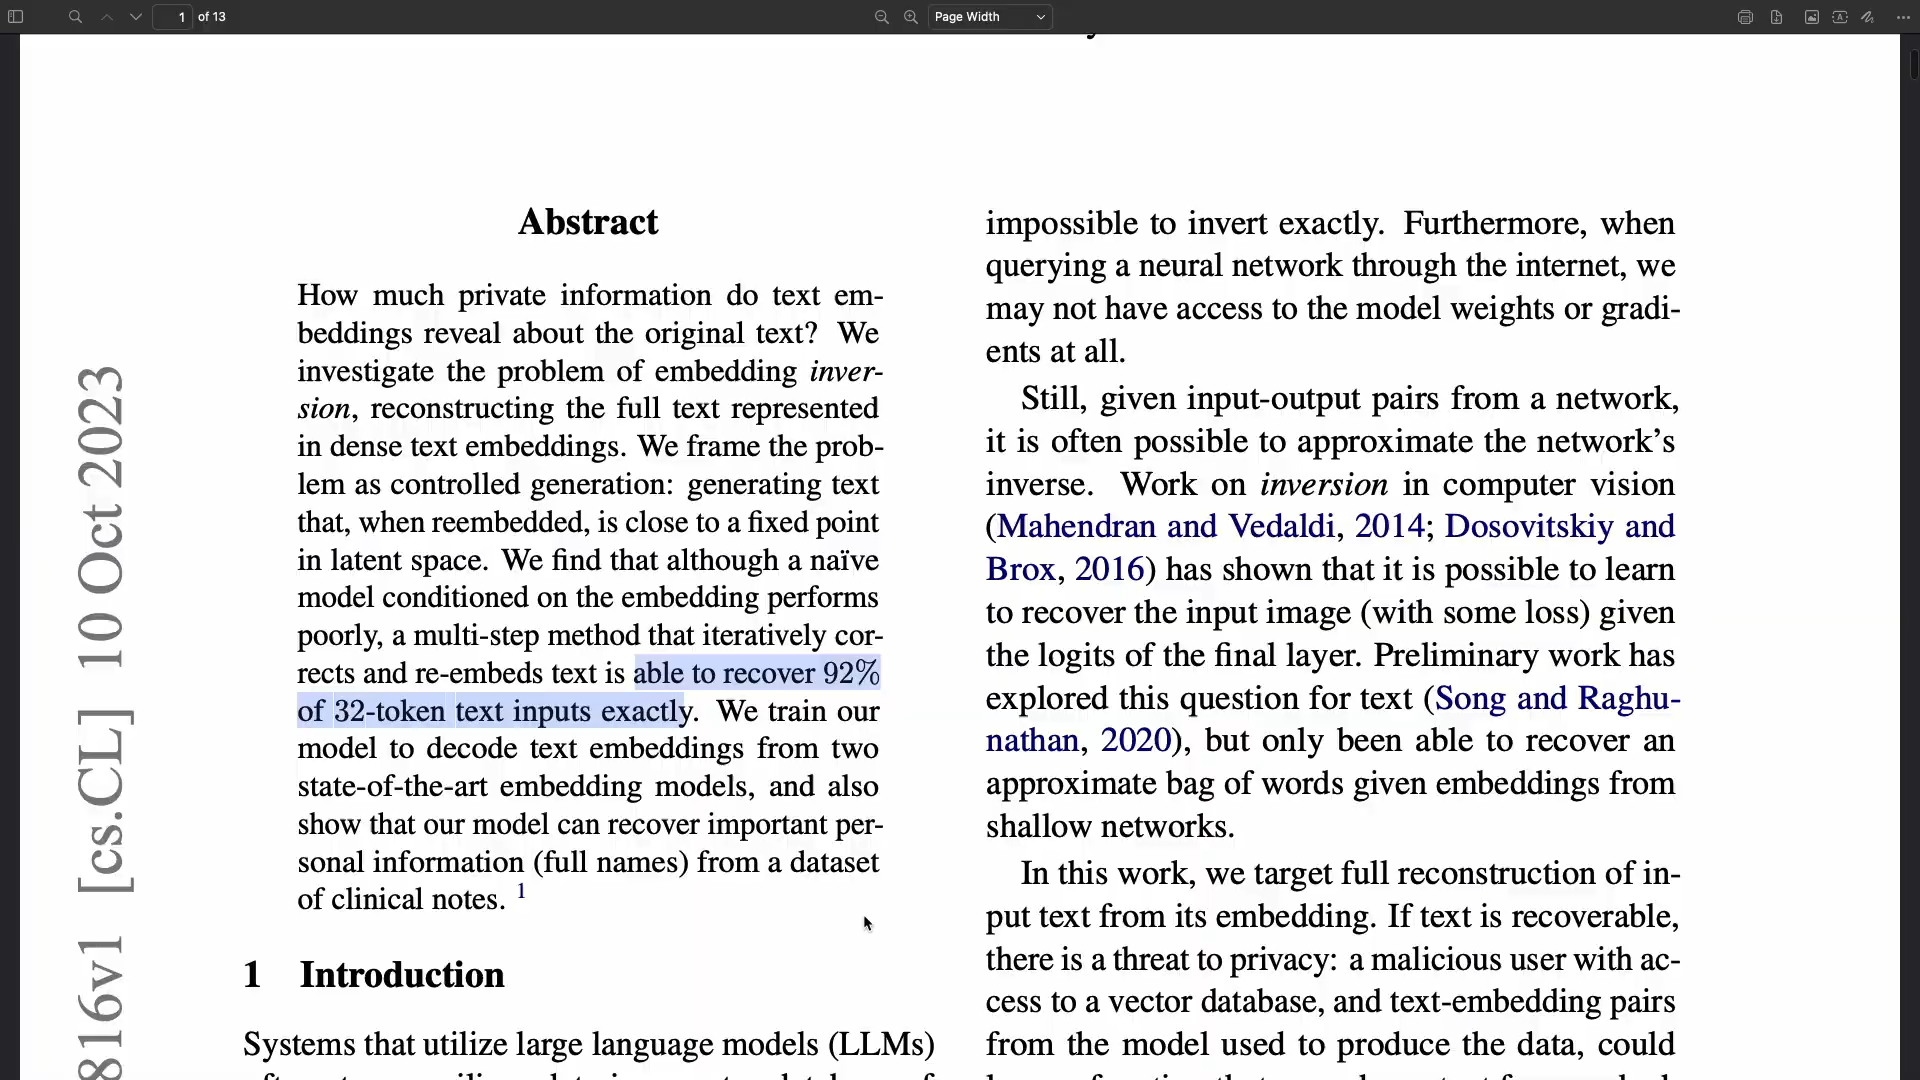 1 of 13
Page Width
Abstract
How much private information do text em-
beddings reveal about the original text? We
investigate the problem of embedding inver-
sion, reconstructing the full text represented
in dense text embeddings. We frame the prob-
lem as controlled generation: generating text
that, when reembedded, is close to a fixed point
in latent space. We find that although a naïve
model conditioned on the embedding performs
poorly, a multi-step method that iteratively cor-
rects and re-embeds text is able to recover 92%
of 32-token text inputs exactly. We train our
model to decode text embeddings from two
state-of-the-art embedding models, and also
show that our model can recover important per-
sonal information (full names) from a dataset
of clinical notes. 1
1 Introduction
Systems that utilize large language models (LLMs)
impossible to invert exactly. Furthermore, when
querying a neural network through the internet, we
may not have access to the model weights or gradi-
ents at all.
Still, given input-output pairs from a network,
it is often possible to approximate the network's
inverse. Work on inversion in computer vision
(Mahendran and Vedaldi, 2014; Dosovitskiy and
Brox, 2016) has shown that it is possible to learn
to recover the input image (with some loss) given
the logits of the final layer. Preliminary work has
explored this question for text (Song and Raghu-
nathan, 2020), but only been able to recover an
approximate bag of words given embeddings from
shallow networks.
In this work, we target full reconstruction of in-
put text from its embedding. If text is recoverable,
there is a threat to privacy: a malicious user with ac-
cess to a vector database, and text-embedding pairs
from the model used to produce the data, could
816v1 [cs.CL] 10 Oct 2023